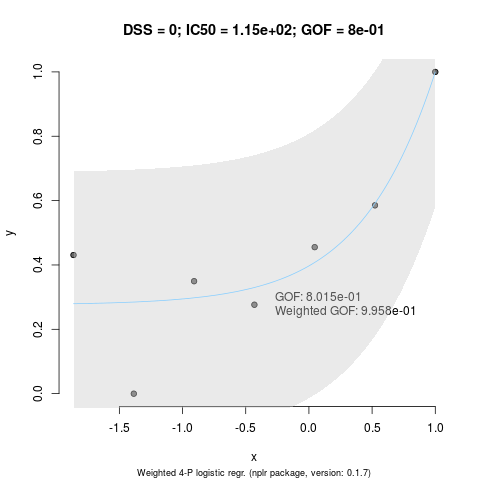 DSS = 0; IC50 = 1.15e+02; GOF = 8e-01
1.0
0.8
0.6
0.4
0.2
0.0
y
GOF: 8.015e-01
Weighted GOF: 9.958e-01
-1.5
-1.0
-0.5
0.0
0.5
1.0
x
Weighted 4-P logistic regr. (nplr package, version: 0.1.7)